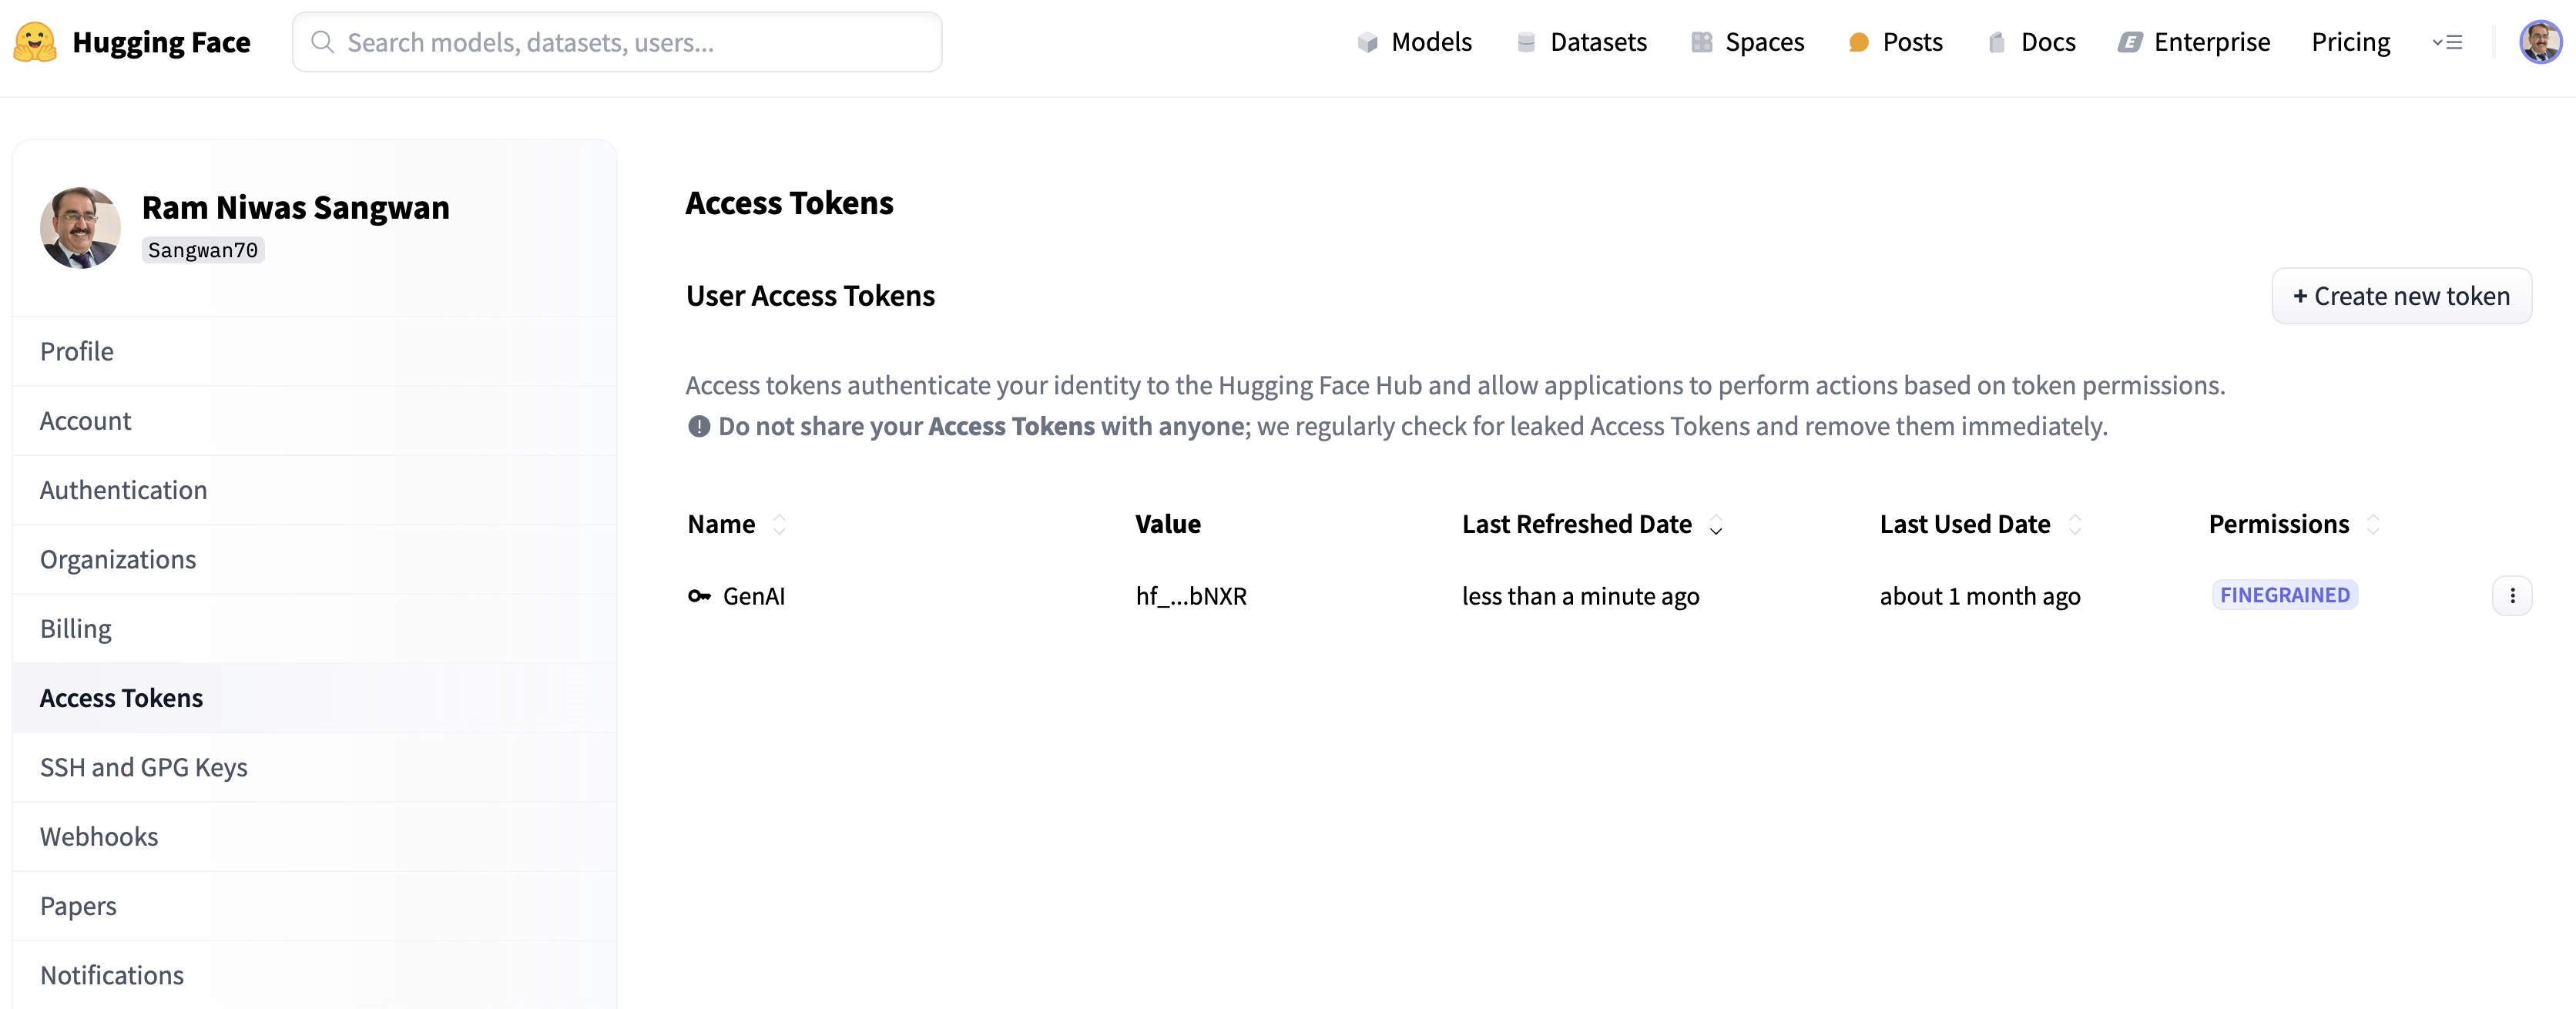 Hugging Face
Search models, datasets, users...
Models
Datasets
Spaces
Posts
Docs
Enterprise
Pricing
Ram Niwas Sangwan
Sangwan70
Profile
Account
Authentication
Organizations
Billing
Access Tokens
SSH and GPG Keys
Webhooks
Papers
Notifications
Access Tokens
User Access Tokens
+ Create new token
Access tokens authenticate your identity to the Hugging Face Hub and allow applications to perform actions based on token permissions.
Do not share your Access Tokens with anyone; we regularly check for leaked Access Tokens and remove them immediately.
Name Value Last Refreshed Date Last Used Date Permissions
GenAI hf_...bNXR less than a minute ago about 1 month ago FINEGRAINED